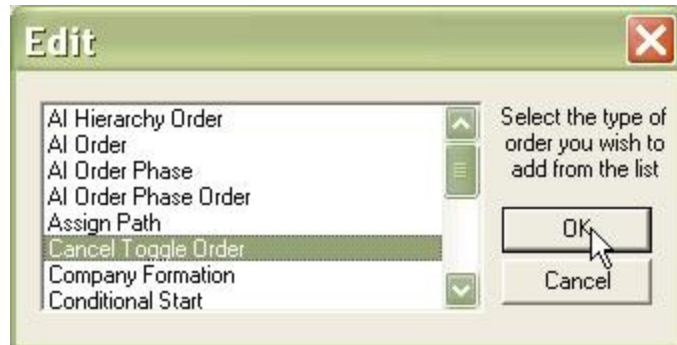 Edit
AI Hierarchy Order
AI Order
AI Order Phase
AI Order Phase Order
Assign Path
Cancel Toggle Order
Company Formation
Conditional Start
Select the type of
order you wish to
add from the list
OK
Cancel